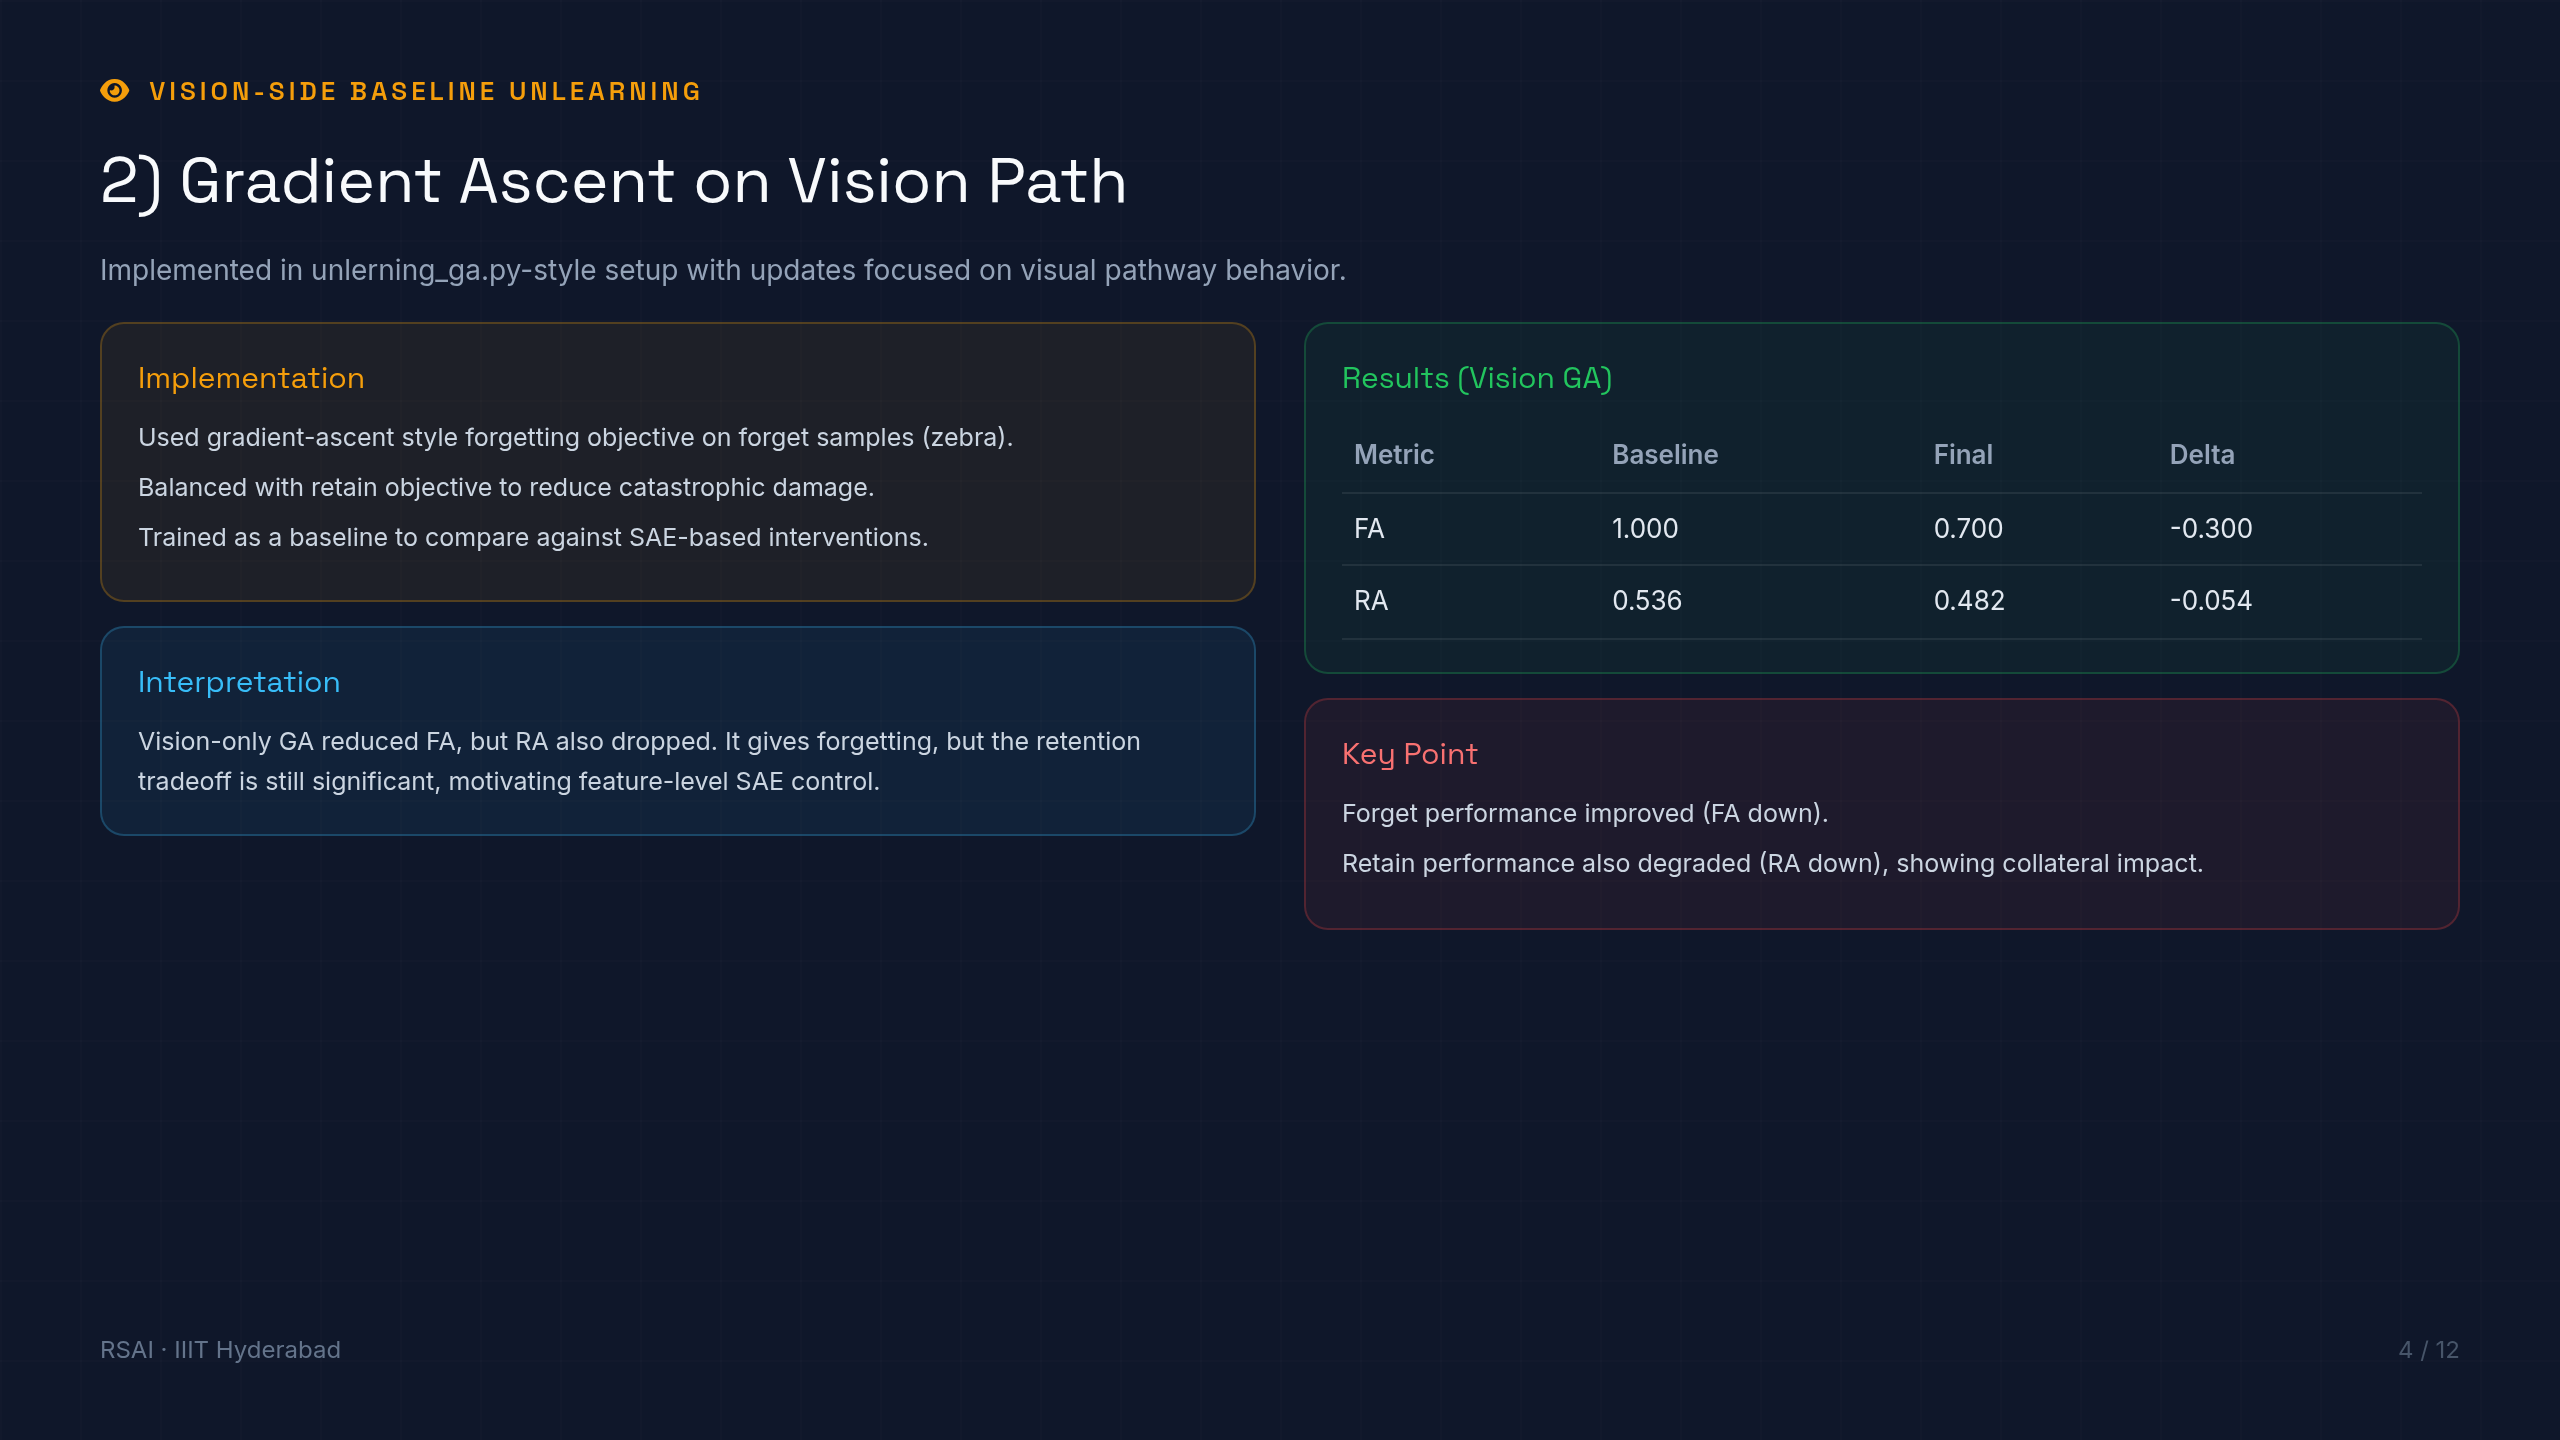 VISION-SIDE BASELINE UNLEARNING
2) Gradient Ascent on Vision Path
Implemented in unlerning_ga.py-style setup with updates focused on visual pathway behavior.
Implementation
Used gradient-ascent style forgetting objective on forget samples (zebra).
Balanced with retain objective to reduce catastrophic damage.
Trained as a baseline to compare against SAE-based interventions.
Interpretation
Vision-only GA reduced FA, but RA also dropped. It gives forgetting, but the retention
tradeoff is still significant, motivating feature-level SAE control.
Results (Vision GA)
Metric Baseline Final Delta
FA 1.000 0.700 -0.300
RA 0.536 0.482 -0.054
Key Point
Forget performance improved (FA down).
Retain performance also degraded (RA down), showing collateral impact.
RSAI · IIIT Hyderabad
4 / 12